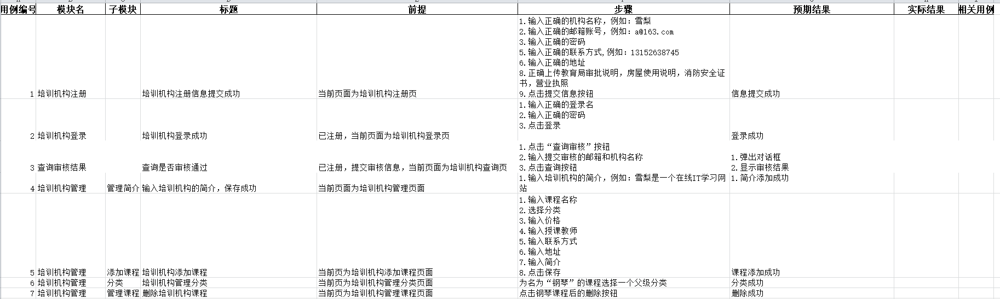 用例编号 模块名 子模块 标题 前提 步骤 预期结果 实际结果 相关用例
1.输入正确的机构名称，例如：雪梨
2.输入正确的邮箱账号，例如：a@163.com
3.输入正确的密码
5.输入正确的联系方式,例如：13152638745
6.输入正确的地址
8.正确上传教育局审批说明，房屋使用说明，消防安全证
书，营业执照
1 培训机构注册 培训机构注册信息提交成功 当前页面为培训机构注册页 9.点击提交信息按钮 信息提交成功
1.输入正确的登录名
2.输入正确的密码
3.点击登录
2 培训机构登录 培训机构登录成功 已注册，当前页面为培训机构登录页 登录成功
1.点击“查询审核”按钮
2.输入提交审核的邮箱和机构名称 1.弹出对话框
3 查询审核结果 查询是否审核通过 已注册，提交审核信息，当前页面为培训机构查询页 3.点击查询按钮 2.显示审核结果
1.输入培训机构的简介，例如：雪梨是一个在线IT学习网 1.简介添加成功
4 培训机构管理 管理简介 输入培训机构的简介，保存成功 当前页面为培训机构管理页面 站
1.输入课程名称
2.选择分类
3.输入价格
4.输入授课教师
5.输入联系方式
6.输入地址
7.输入简介
5 培训机构管理 添加课程 培训机构添加课程 当前页为培训机构添加课程页面 8.点击保存 课程添加成功
6 培训机构管理 分类 培训机构管理分类 当前页为培训机构管理分类页面 为名为“钢琴”的课程选择一个父级分类 分类成功
7 培训机构管理 管理课程 删除培训机构课程 当前页为培训机构管理课程页面 点击钢琴课程后的删除按钮 删除成功